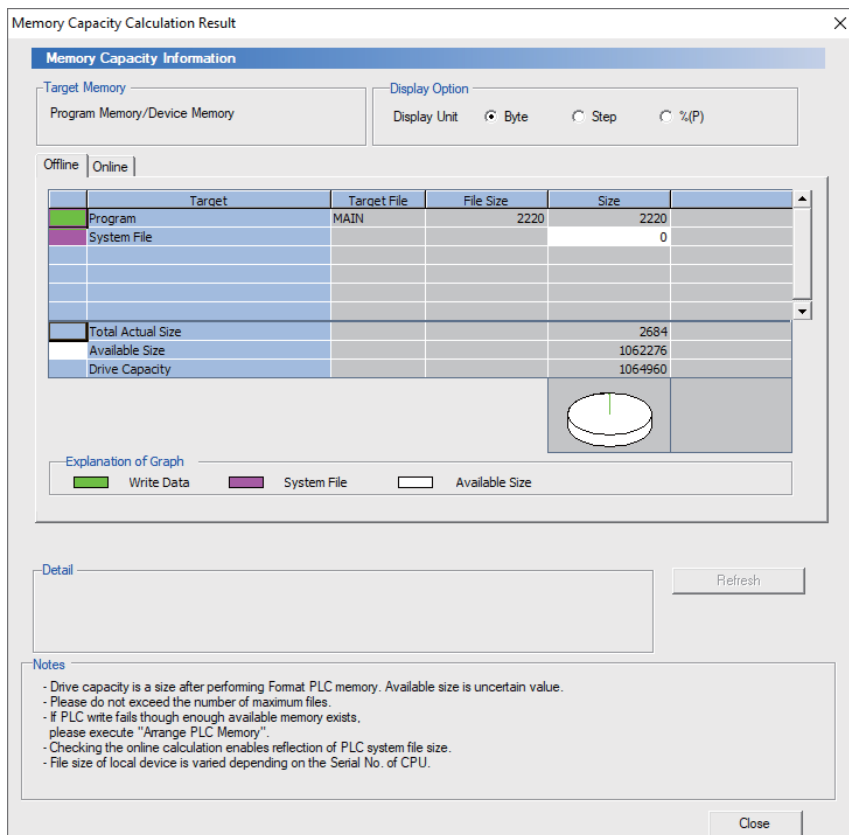 Memory Capacity Calculation Result
Memory Capacity Information
Target Memory
Program Memory/Device Memory
Display Option
Display Unit Byte Step %(P)
Offline Online
Target Target File File Size Size
Program MAIN 2220 2220
System File 0
Total Actual Size 2684
Available Size 1062276
Drive Capacity 1064960
Explanation of Graph
Write Data System File Available Size
Detail
Refresh
Notes
- Drive capacity is a size after performing Format PLC memory. Available size is uncertain value.
- Please do not exceed the number of maximum files.
- If PLC write fails though enough available memory exists,
please execute "Arrange PLC Memory".
- Checking the online calculation enables reflection of PLC system file size.
- File size of local device is varied depending on the Serial No. of CPU.
Close